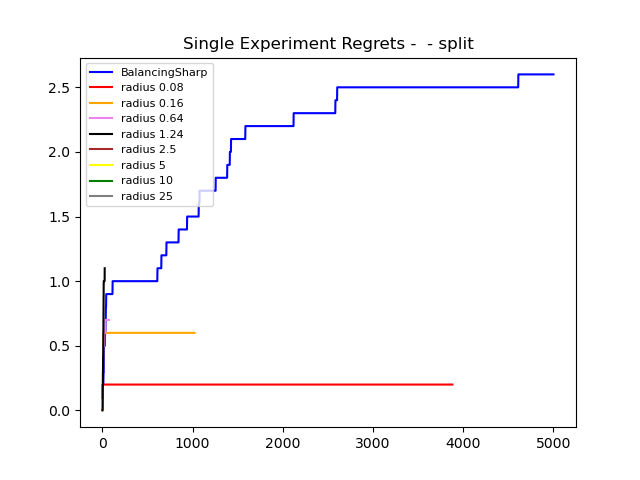 Single Experiment Regrets -  - split
BalancingSharp
radius 0.08
radius 0.16
radius 0.64
radius 1.24
radius 2.5
radius 5
radius 10
radius 25
2.5
2.0
1.5
1.0
0.5
0.0
0 1000 2000 3000 4000 5000